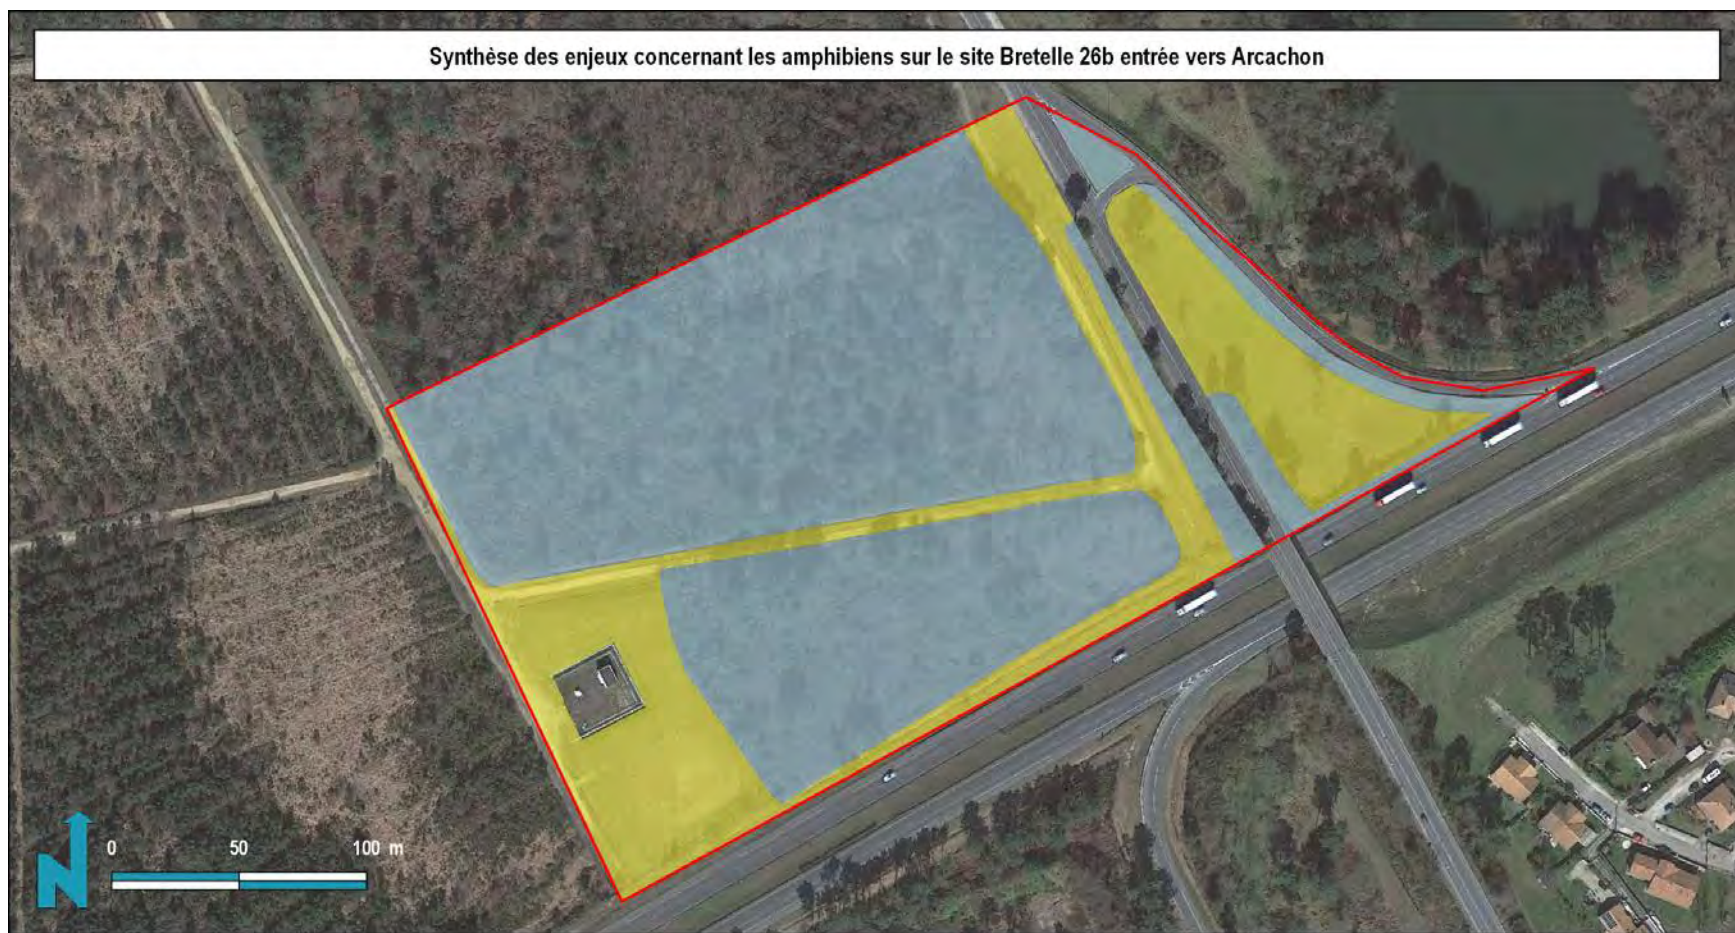 Synthèse des enjeux concernant les amphibiens sur le site Bretelle 26b entrée vers Arcachon
N
0 50 100 m